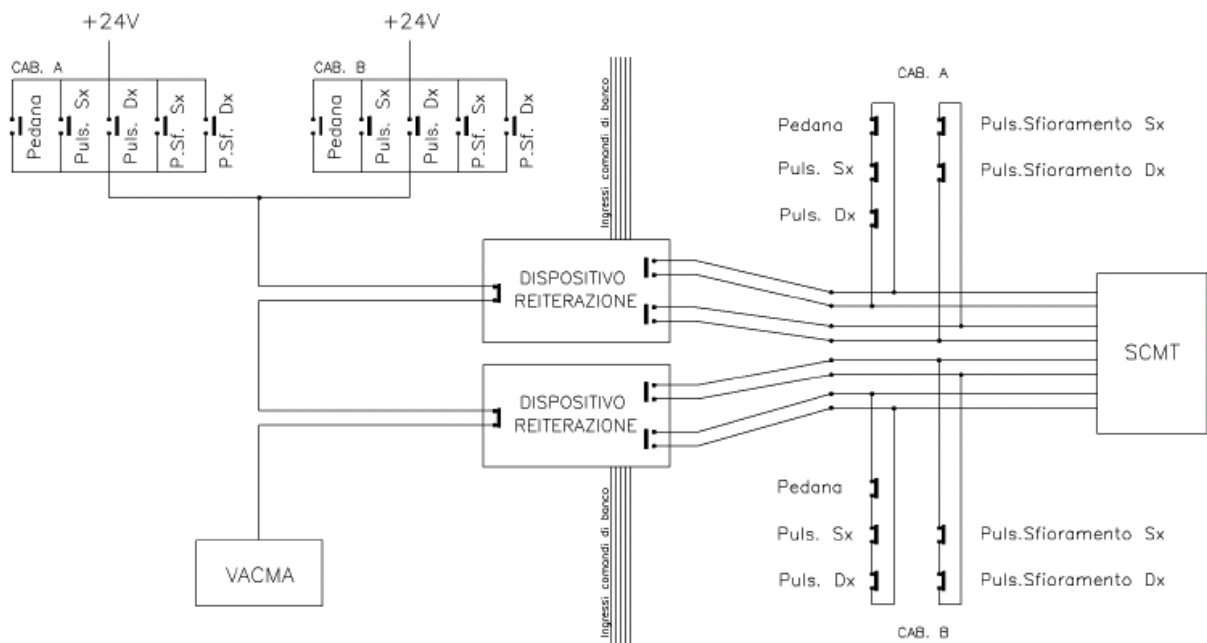 +24V
+24V
CAB. A
CAB. B
CAB. A
Pedana
Puls. Sx
Puls. Dx
P.Sf. Sx
P.Sf. Dx
Pedana
Puls. Sx
Puls. Dx
P.Sf. Sx
P.Sf. Dx
Ingressi comandi di banco
Pedana
Puls. Sx
Puls. Dx
Puls.Sfioramento Sx
Puls.Sfioramento Dx
DISPOSITIVO
REITERAZIONE
DISPOSITIVO
REITERAZIONE
SCMT
VACMA
Ingressi comandi di banco
Pedana
Puls. Sx
Puls. Dx
Puls.Sfioramento Sx
Puls.Sfioramento Dx
CAB. B